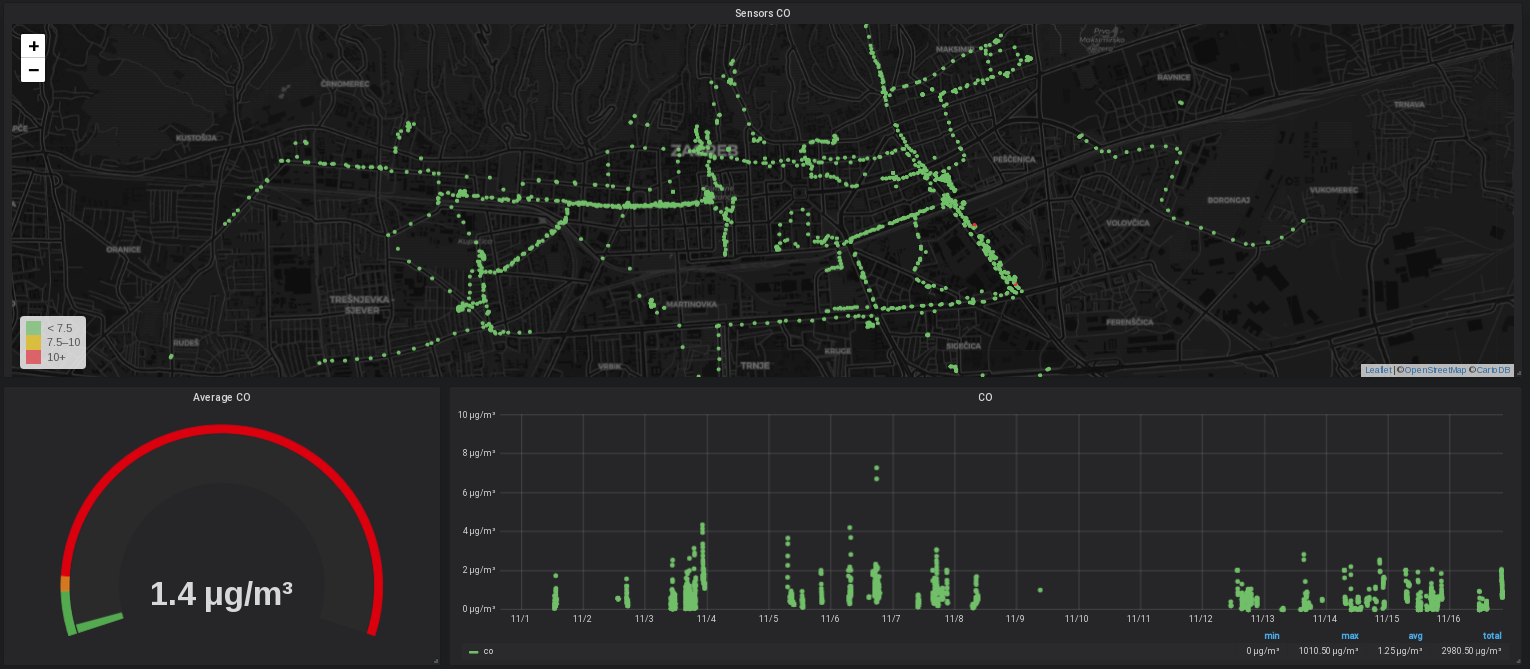 Sensors CO
+
−
MAKSIMIR
Prvo
Maksimirsko
jezero
RAVNICE
ČRNOMEREC
TRNAVA
KUSTOŠIJA
ZAGREB
PEŠČENICA
VUKOMEREC
BORONGAJ
VOLOVČICA
ORANICE
TREŠNJEVKA -
SJEVER
MARTINOVKA
FERENŠČICA
RUDEŠ
KRUGE
SIGEČICA
VRBIK
TRNJE
< 7.5
7.5–10
10+
Leaflet | © OpenStreetMap © CartoDB
Average CO
1.4 µg/m³
CO
10 µg/m³
8 µg/m³
6 µg/m³
4 µg/m³
2 µg/m³
0 µg/m³
11/1 11/2 11/3 11/4 11/5 11/6 11/7 11/8 11/9 11/10 11/11 11/12 11/13 11/14 11/15 11/16
min max avg total
co 0 µg/m³ 1010.50 µg/m³ 1.25 µg/m³ 2980.50 µg/m³